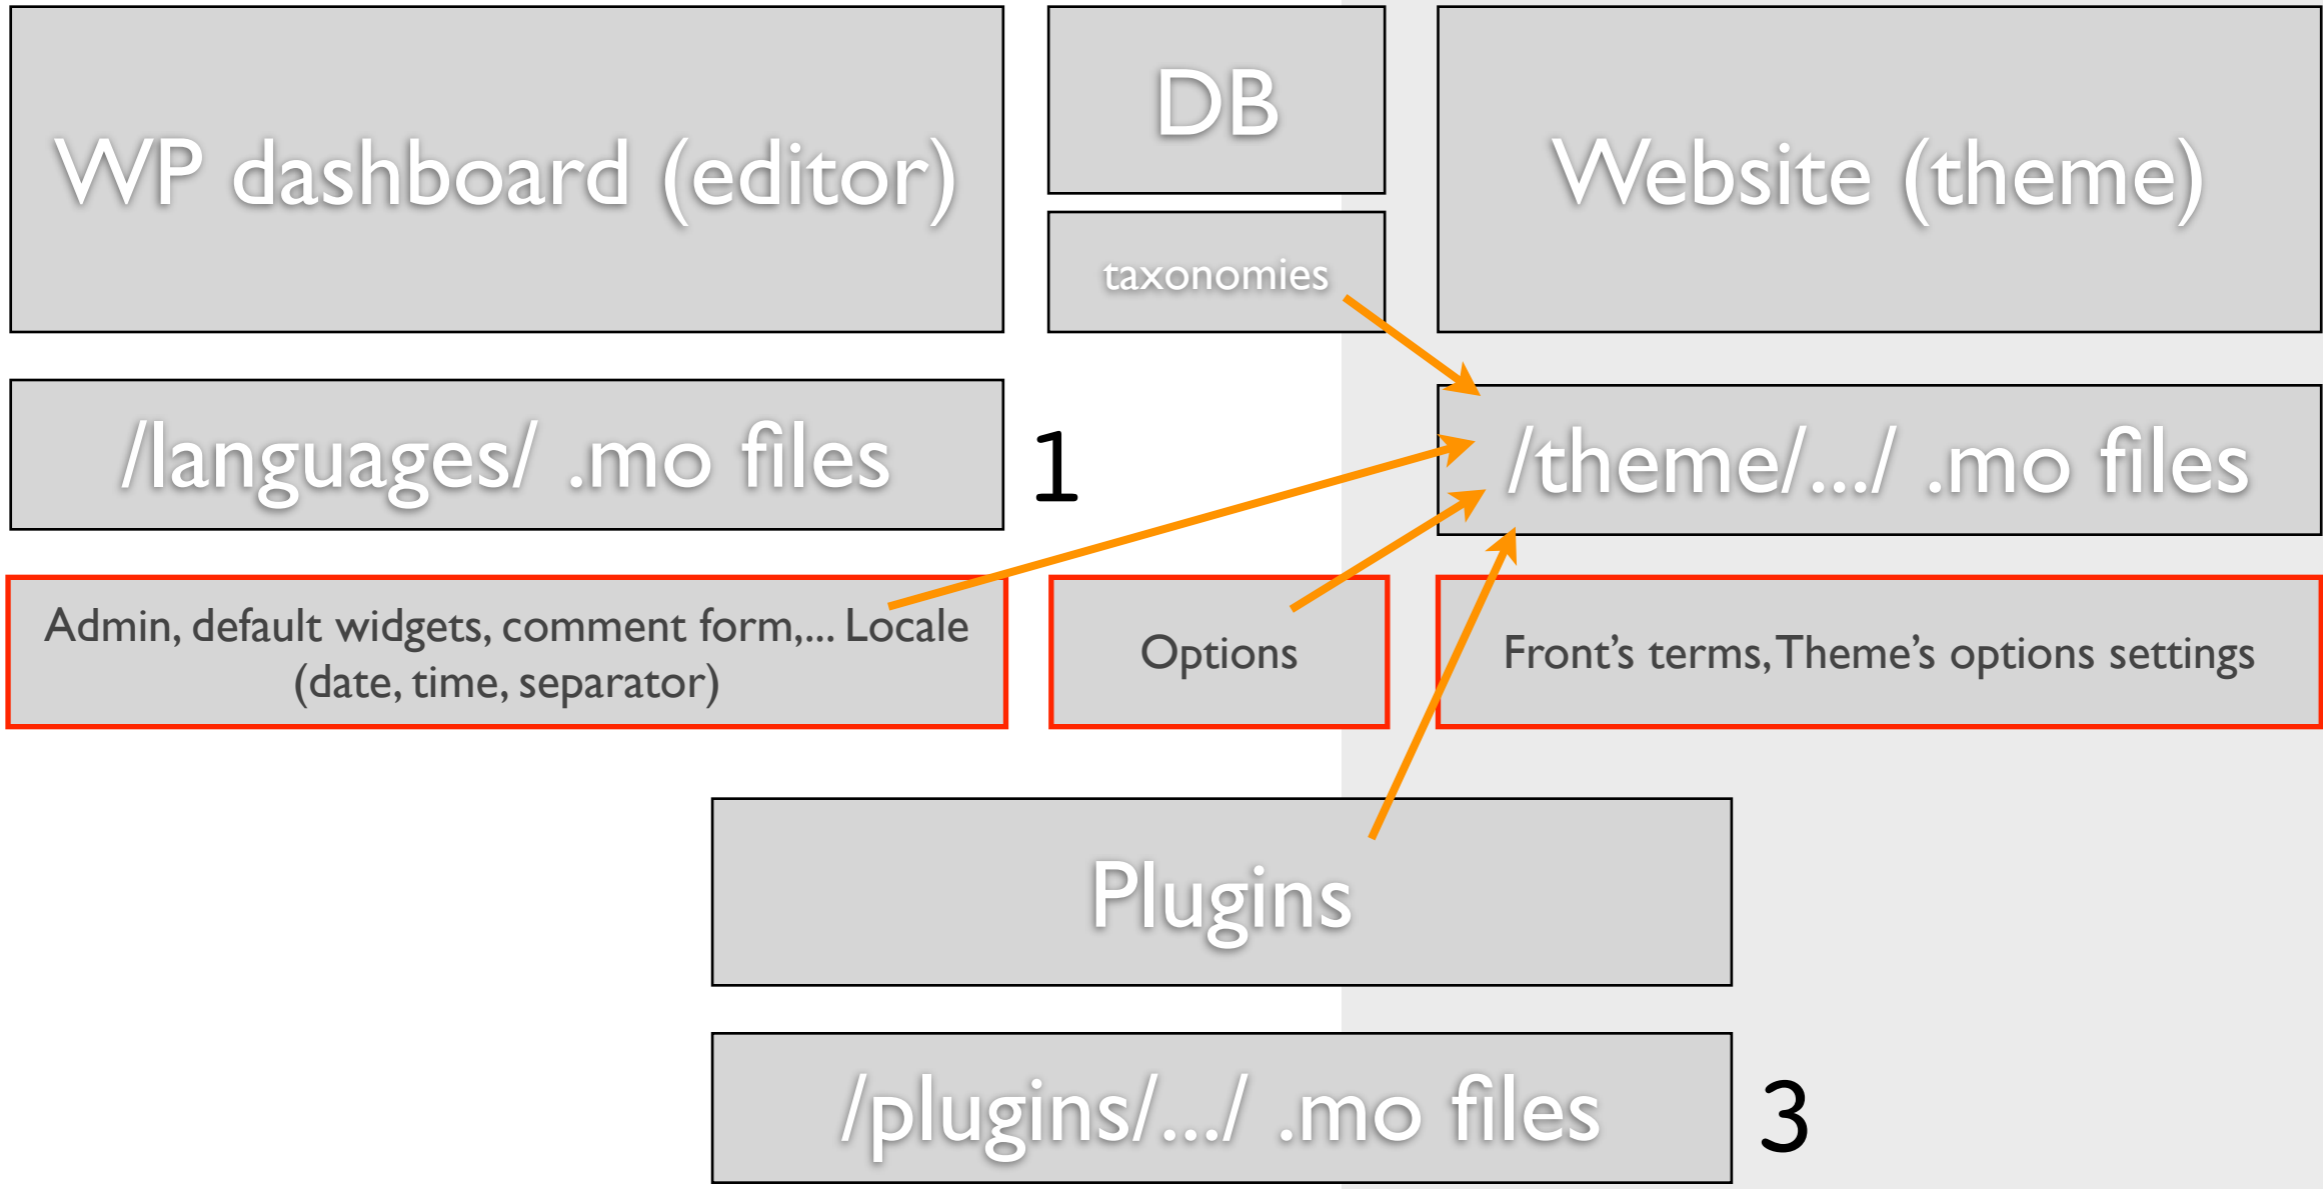 WP dashboard (editor)
DB
taxonomies
Website (theme)
/languages/ .mo files
1
/theme/.../ .mo files
Admin, default widgets, comment form,... Locale
(date, time, separator)
Options
Front’s terms, Theme’s options settings
Plugins
/plugins/.../ .mo files
3